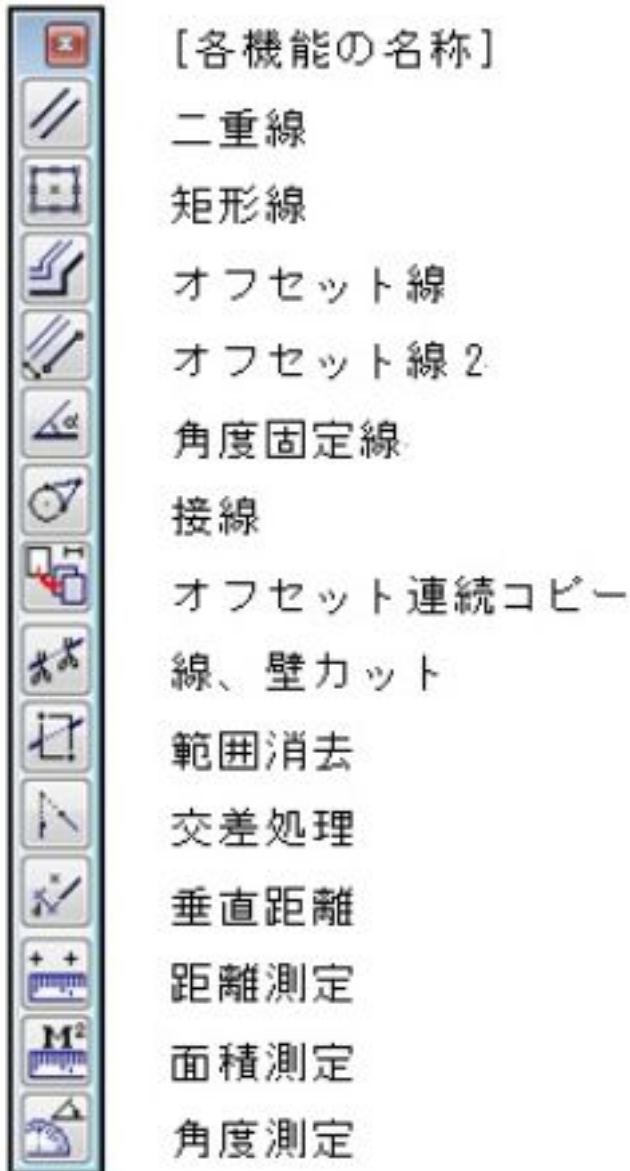 [各機能の名称]
二重線
矩形線
オフセット線
オフセット線2
角度固定線
α
接線
オフセット連続コピー
線、壁カット
範囲消去
交差処理
垂直距離
距離測定
M²
面積測定
角度測定